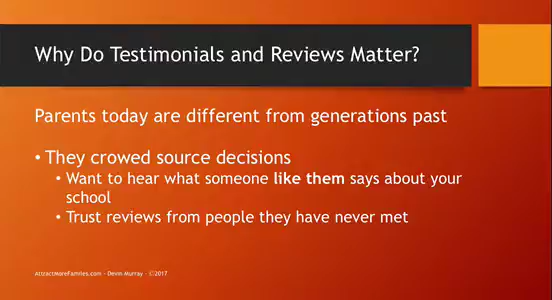 Why Do Testimonials and Reviews Matter?
Parents today are different from generations past
• They crowed source decisions
• Want to hear what someone like them says about your
school
• Trust reviews from people they have never met
AttractMoreFamilies.com - Devin Murray - ©2017